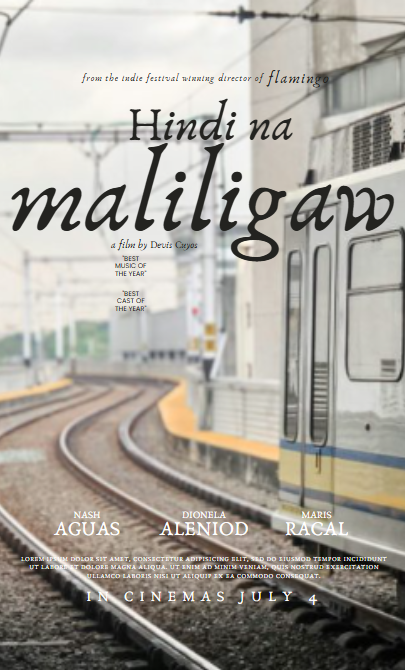 from the indie festival winning director of flamingo
Hindi na
maliligaw
a film by Devis Cuyos
"BEST
MUSIC OF
THE YEAR"
"BEST
CAST OF
THE YEAR"
NASH
AGUAS
DIONELA
ALENIOD
MARIS
RACAL
LOREM IPSUM DOLOR SIT AMET, CONSECTETUR ADIPISICING ELIT, SED DO EIUSMOD TEMPOR INCIDIDUNT
UT LABORE ET DOLORE MAGNA ALIQUA. UT ENIM AD MINIM VENIAM, QUIS NOSTRUD EXERCITATION
ULLAMCO LABORIS NISI UT ALIQUIP EX EA COMMODO CONSEQUAT.
IN CINEMAS JULY 4